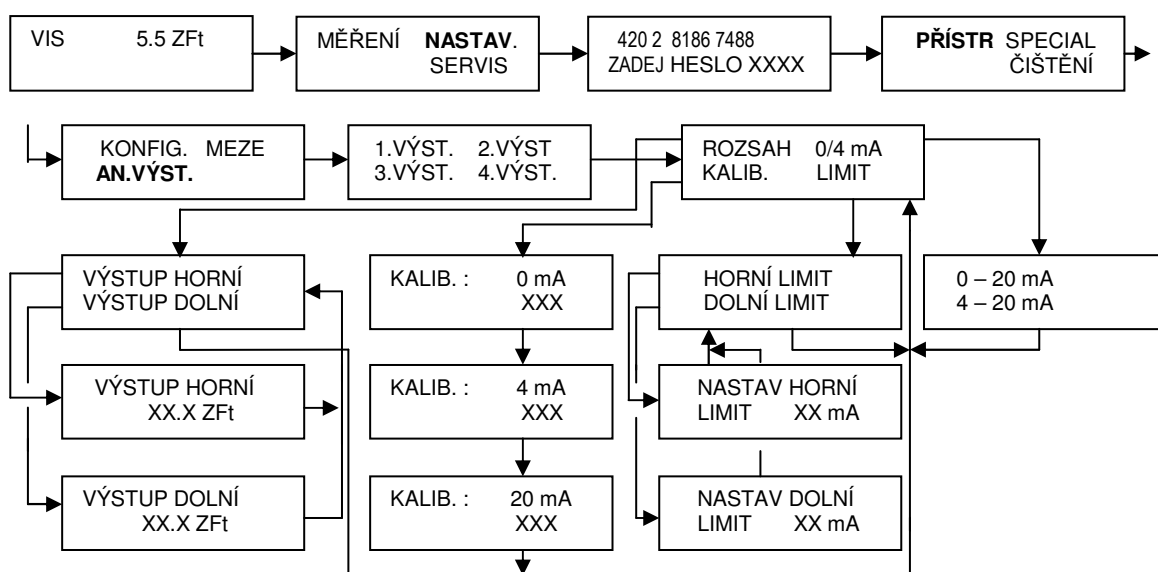 VIS 5.5 ZFt
MĚŘENÍ NASTAV.
SERVIS
420 2 8186 7488
ZADEJ HESLO XXXX
PŘÍSTR SPECIAL
ČIŠTĚNÍ
KONFIG. MEZE
AN.VÝST.
1.VÝST. 2.VÝST
3.VÝST. 4.VÝST.
ROZSAH 0/4 mA
KALIB. LIMIT
VÝSTUP HORNÍ
VÝSTUP DOLNÍ
KALIB. : 0 mA
XXX
HORNÍ LIMIT
DOLNÍ LIMIT
0 – 20 mA
4 – 20 mA
VÝSTUP HORNÍ
XX.X ZFt
KALIB. : 4 mA
XXX
NASTAV HORNÍ
LIMIT XX mA
VÝSTUP DOLNÍ
XX.X ZFt
KALIB. : 20 mA
XXX
NASTAV DOLNÍ
LIMIT XX mA